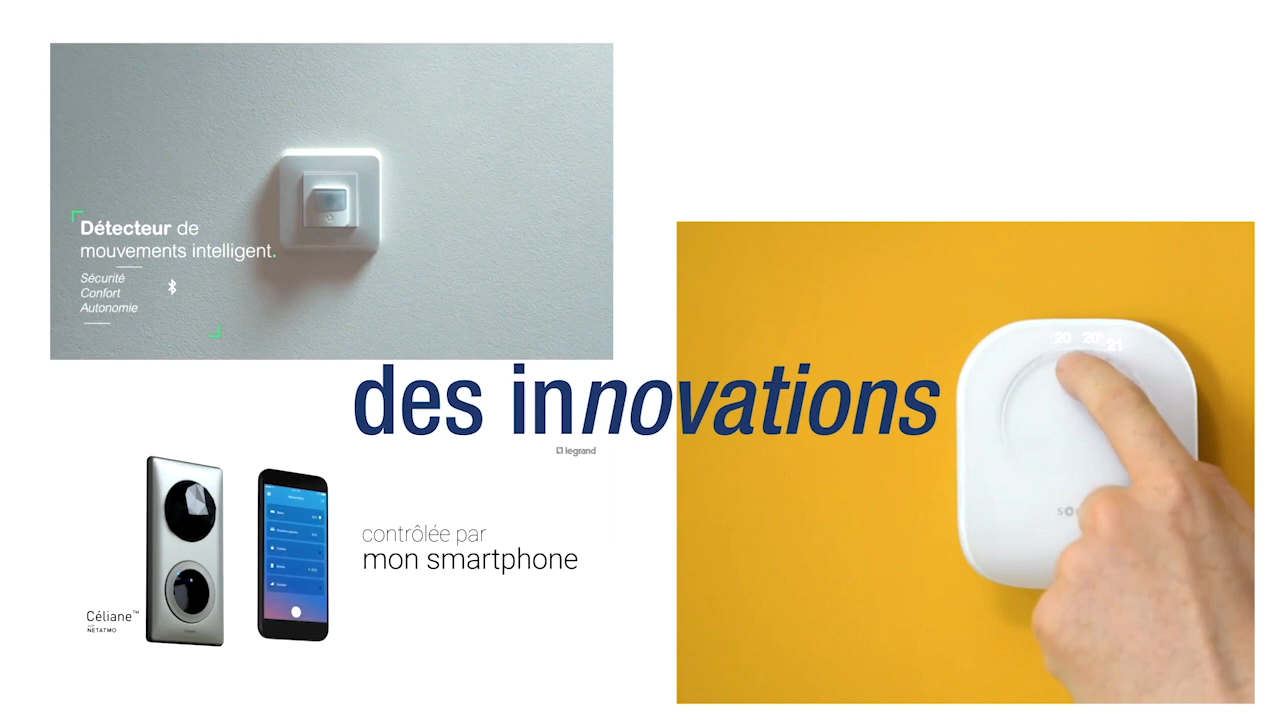 Détecteur de
mouvements intelligent.
Sécurité
Confort
Autonomie
20 20° 21
des innovations
legrand
contrôlée par
mon smartphone
Céliane™
with
NETATMO